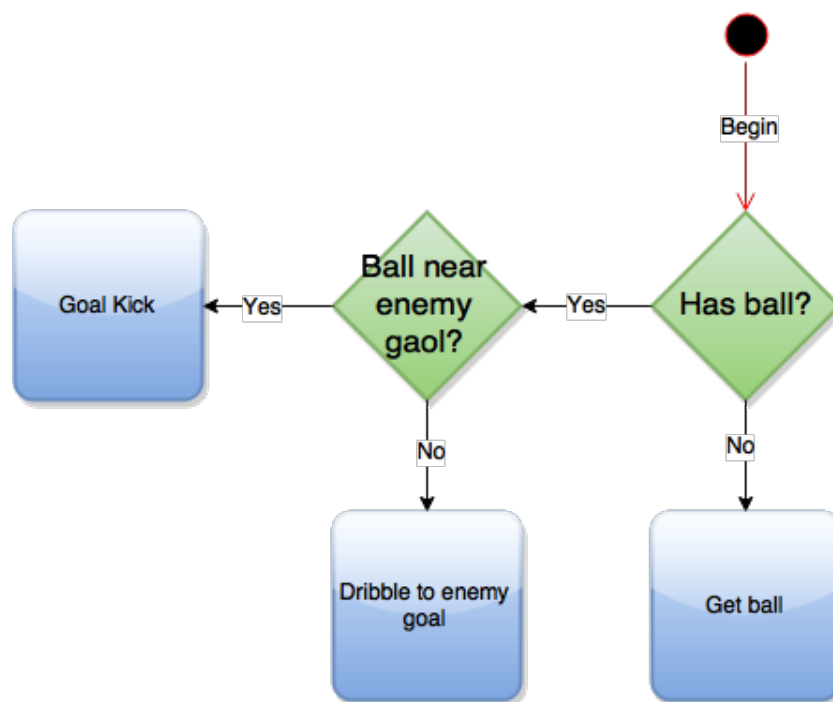 Begin
Has ball?
Yes
Ball near
enemy
gaol?
Yes
Goal Kick
No
No
Dribble to enemy
goal
Get ball